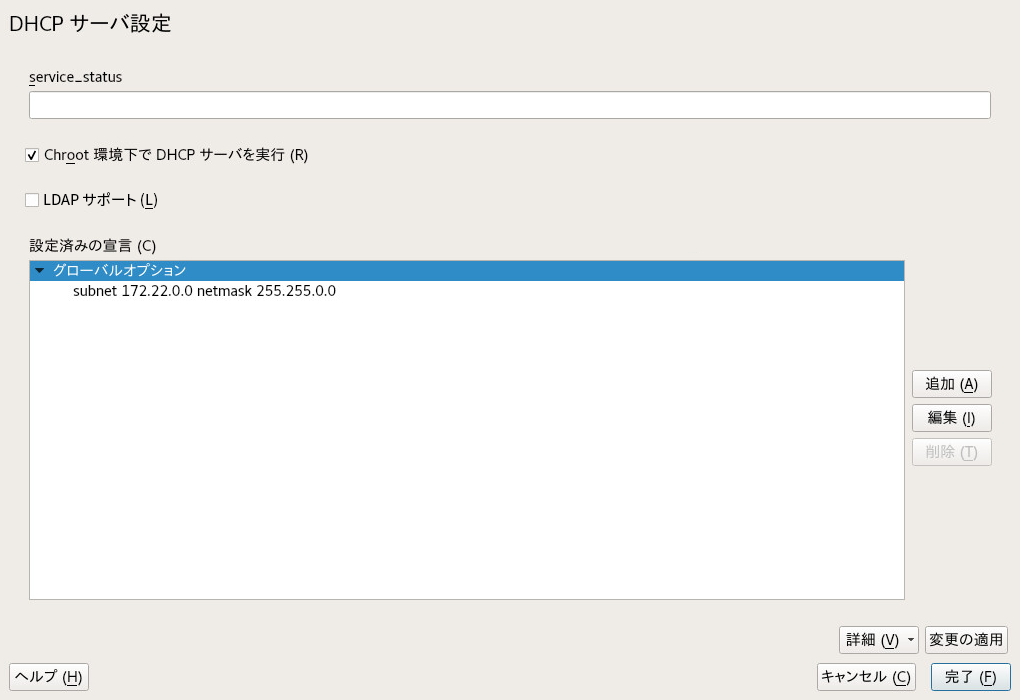 DHCP サーバ設定
service_status
Chroot 環境下で DHCP サーバを実行 (R)
LDAP サポート (L)
設定済みの宣言 (C)
グローバルオプション
subnet 172.22.0.0 netmask 255.255.0.0
追加 (A)
編集 (I)
削除 (T)
詳細 (V) 変更の適用
ヘルプ (H) キャンセル (C) 完了 (F)